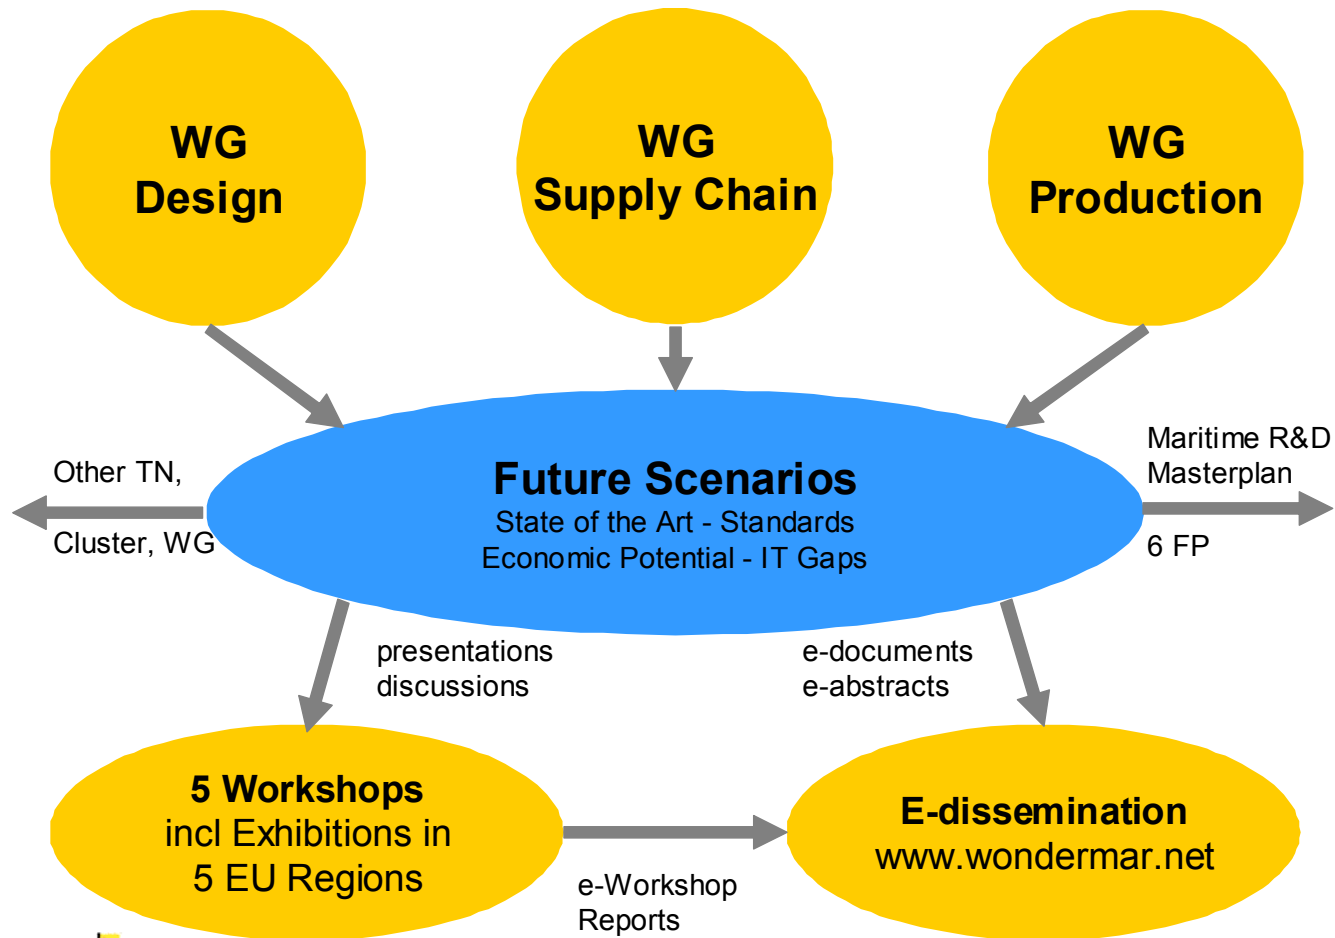 WG
Design
WG
Supply Chain
WG
Production
Future Scenarios
State of the Art - Standards
Economic Potential - IT Gaps
Other TN,
Cluster, WG
Maritime R&D
Masterplan
6 FP
presentations
discussions
e-documents
e-abstracts
5 Workshops
incl Exhibitions in
5 EU Regions
e-Workshop
Reports
E-dissemination
www.wondermar.net